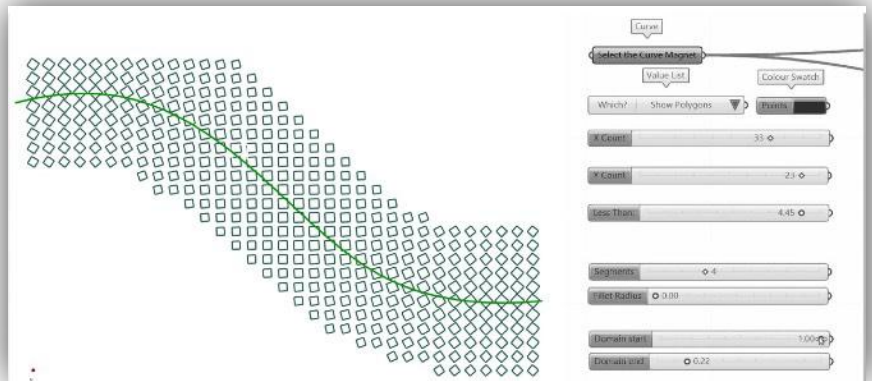 Curve
Select the Curve Magnet
Value List
Colour Swatch
Which? Show Polygons
Points
X Count 33
Y Count 23
Less Than 4.45
Segments 4
Fillet Radius 0.00
Domain start 1.00
Domain end 0.22